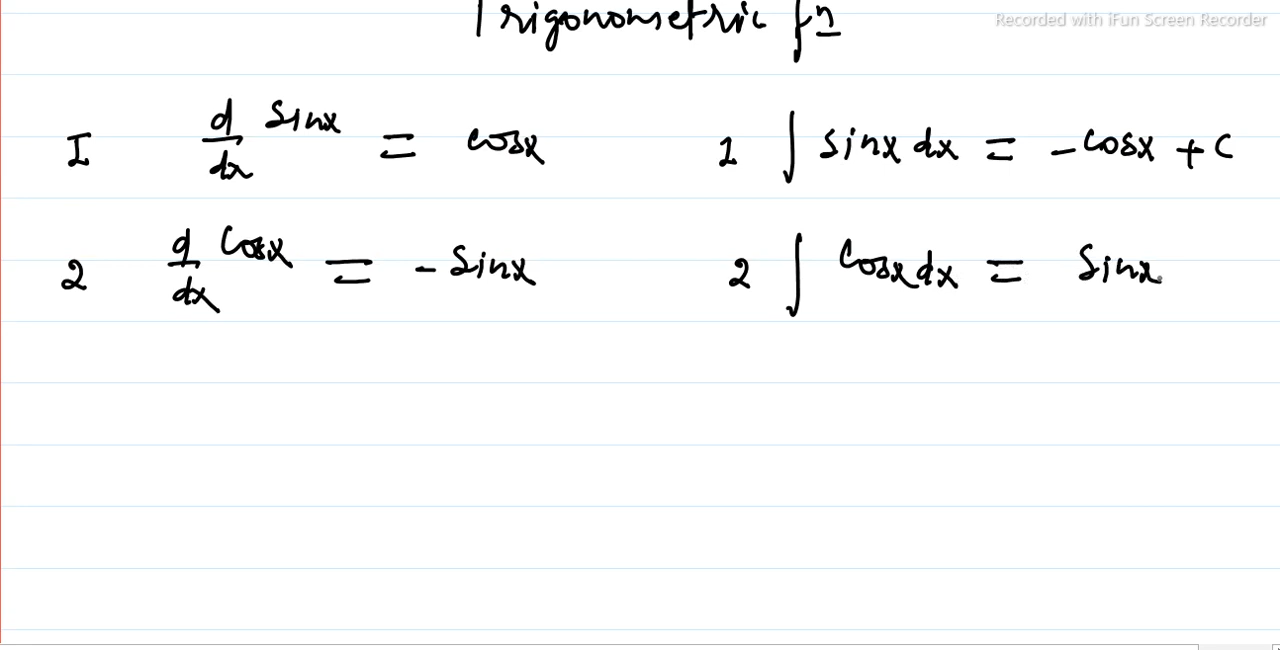 Trigonometric fn
Recorded with iFun Screen Recorder
I d/dx Sinx = cosx
1 ∫ sinx dx = -cosx + c
2 d/dx Cosx = - Sinx
2 ∫ Cosx dx = Sinx